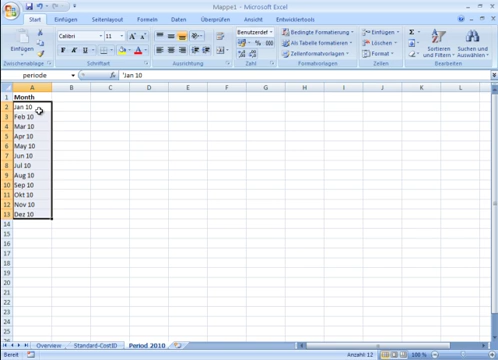 Mappe1 - Microsoft Excel
Start Einfügen Seitenlayout Formeln Daten Überprüfen Ansicht Entwicklertools
Einfügen
Calibri 11
Benutzerdef
Bedingte Formatierung
Als Tabelle formatieren
Zellenformatvorlagen
Einfügen
Löschen
Format
Sortieren und Filtern
Suchen und Auswählen
Zwischenablage Schriftart Ausrichtung Zahl Formatvorlagen Zellen Bearbeiten
periode
'Jan 10
A B C D E F G H I J K L
1 Month
2 Jan 10
3 Feb 10
4 Mar 10
5 Apr 10
6 May 10
7 Jun 10
8 Jul 10
9 Aug 10
10 Sep 10
11 Okt 10
12 Nov 10
13 Dez 10
14
15
16
17
18
19
20
21
22
23
24
25
26
Overview Standard-CostID Period 2010
Bereit Anzahl: 12 100 %